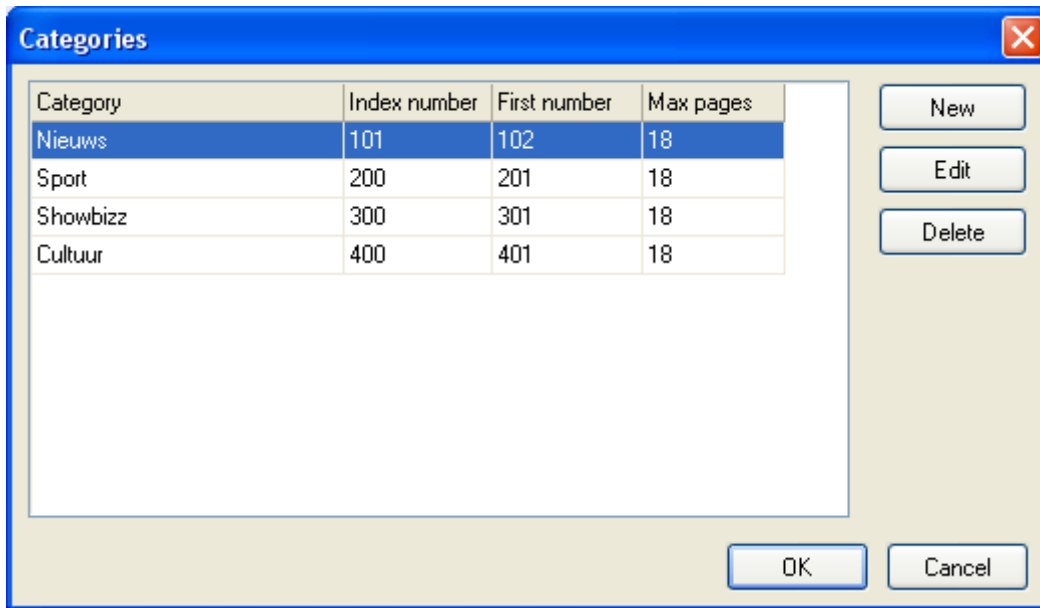 Categories
Category Index number First number Max pages
Nieuws 101 102 18
Sport 200 201 18
Showbizz 300 301 18
Cultuur 400 401 18
New
Edit
Delete
OK Cancel